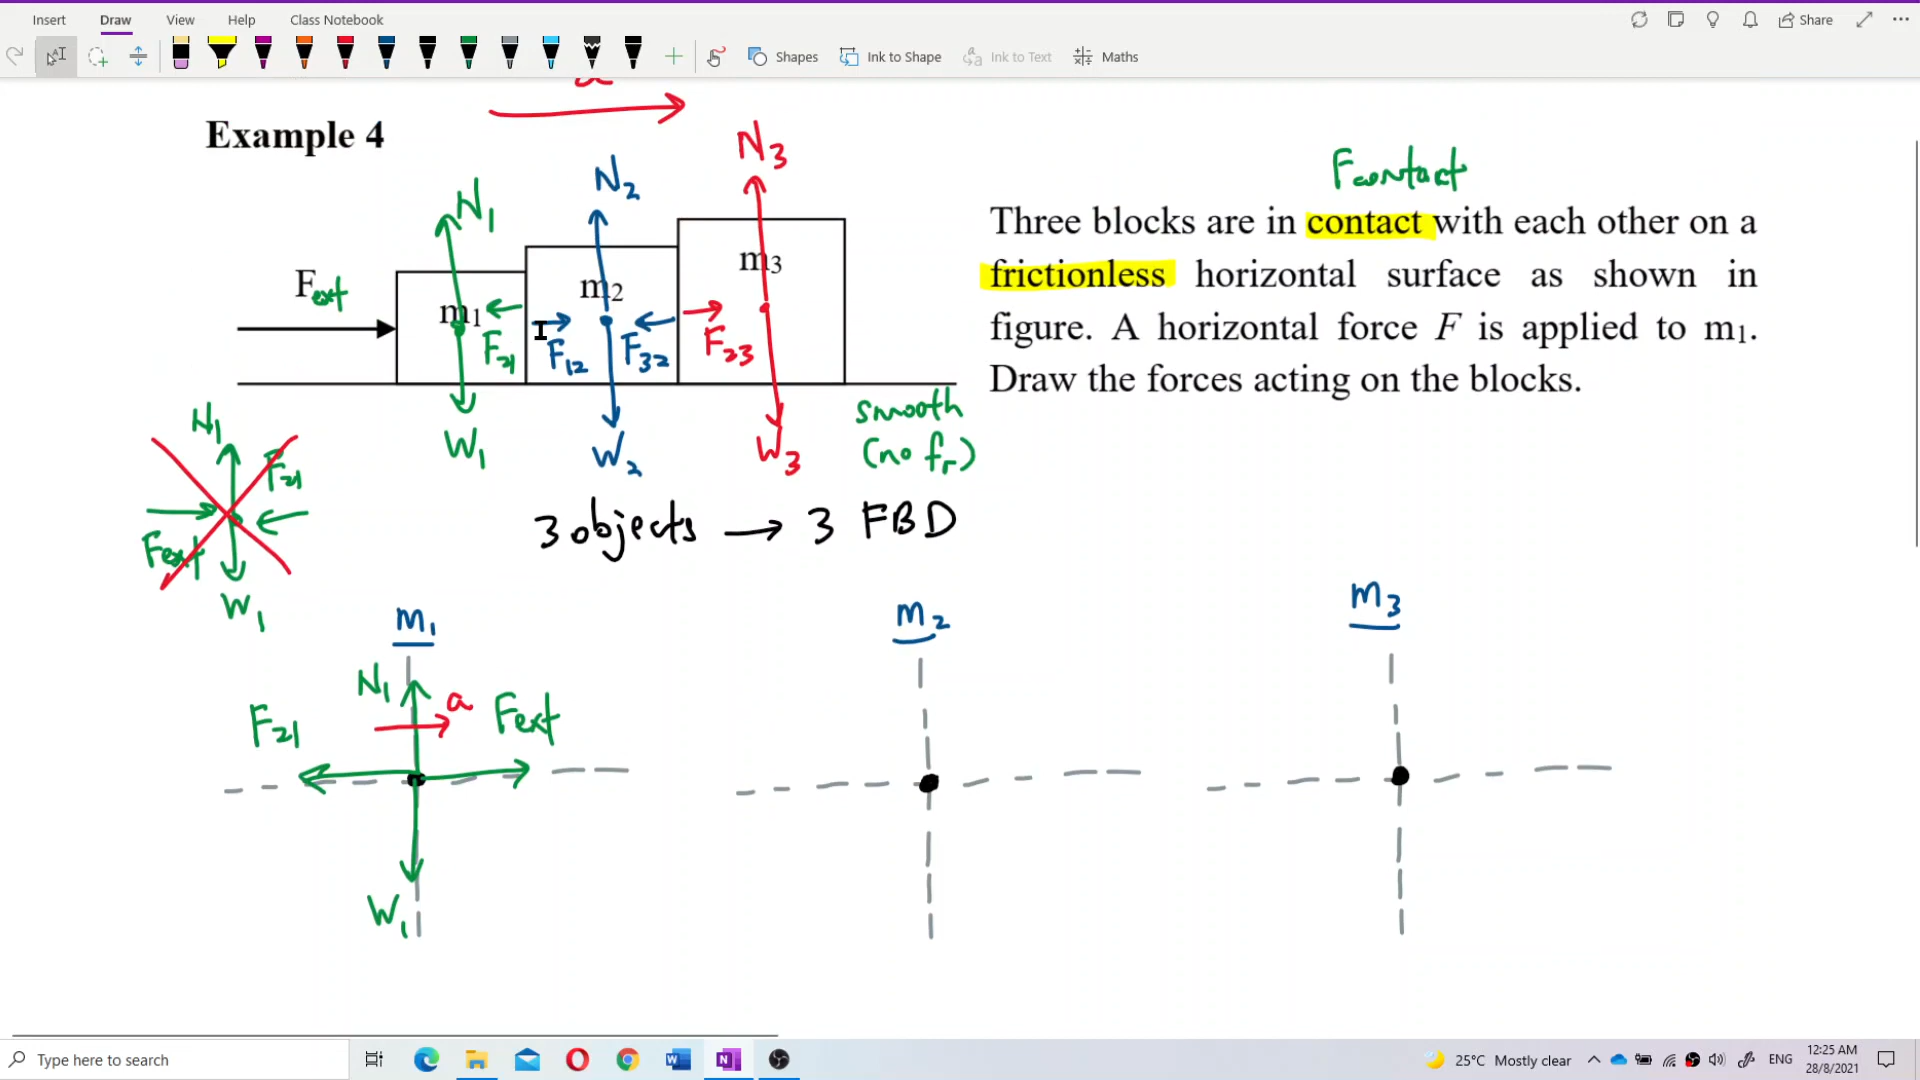 Insert Draw View Help Class Notebook Share
Shapes Ink to Shape Ink to Text Maths
a
Example 4
N3
N2
N1
Fcontact
Three blocks are in contact with each other on a
frictionless horizontal surface as shown in
figure. A horizontal force F is applied to m1.
Draw the forces acting on the blocks.
Fext
m1
m2
m3
F21
F12
F32
F23
W1
W2
W3
smooth
(no fr)
N1
F21
Fext
W1
3 objects → 3 FBD
m1
m2
m3
N1
a
F21
Fext
W1
Type here to search
25°C Mostly clear
ENG
12:25 AM
28/8/2021